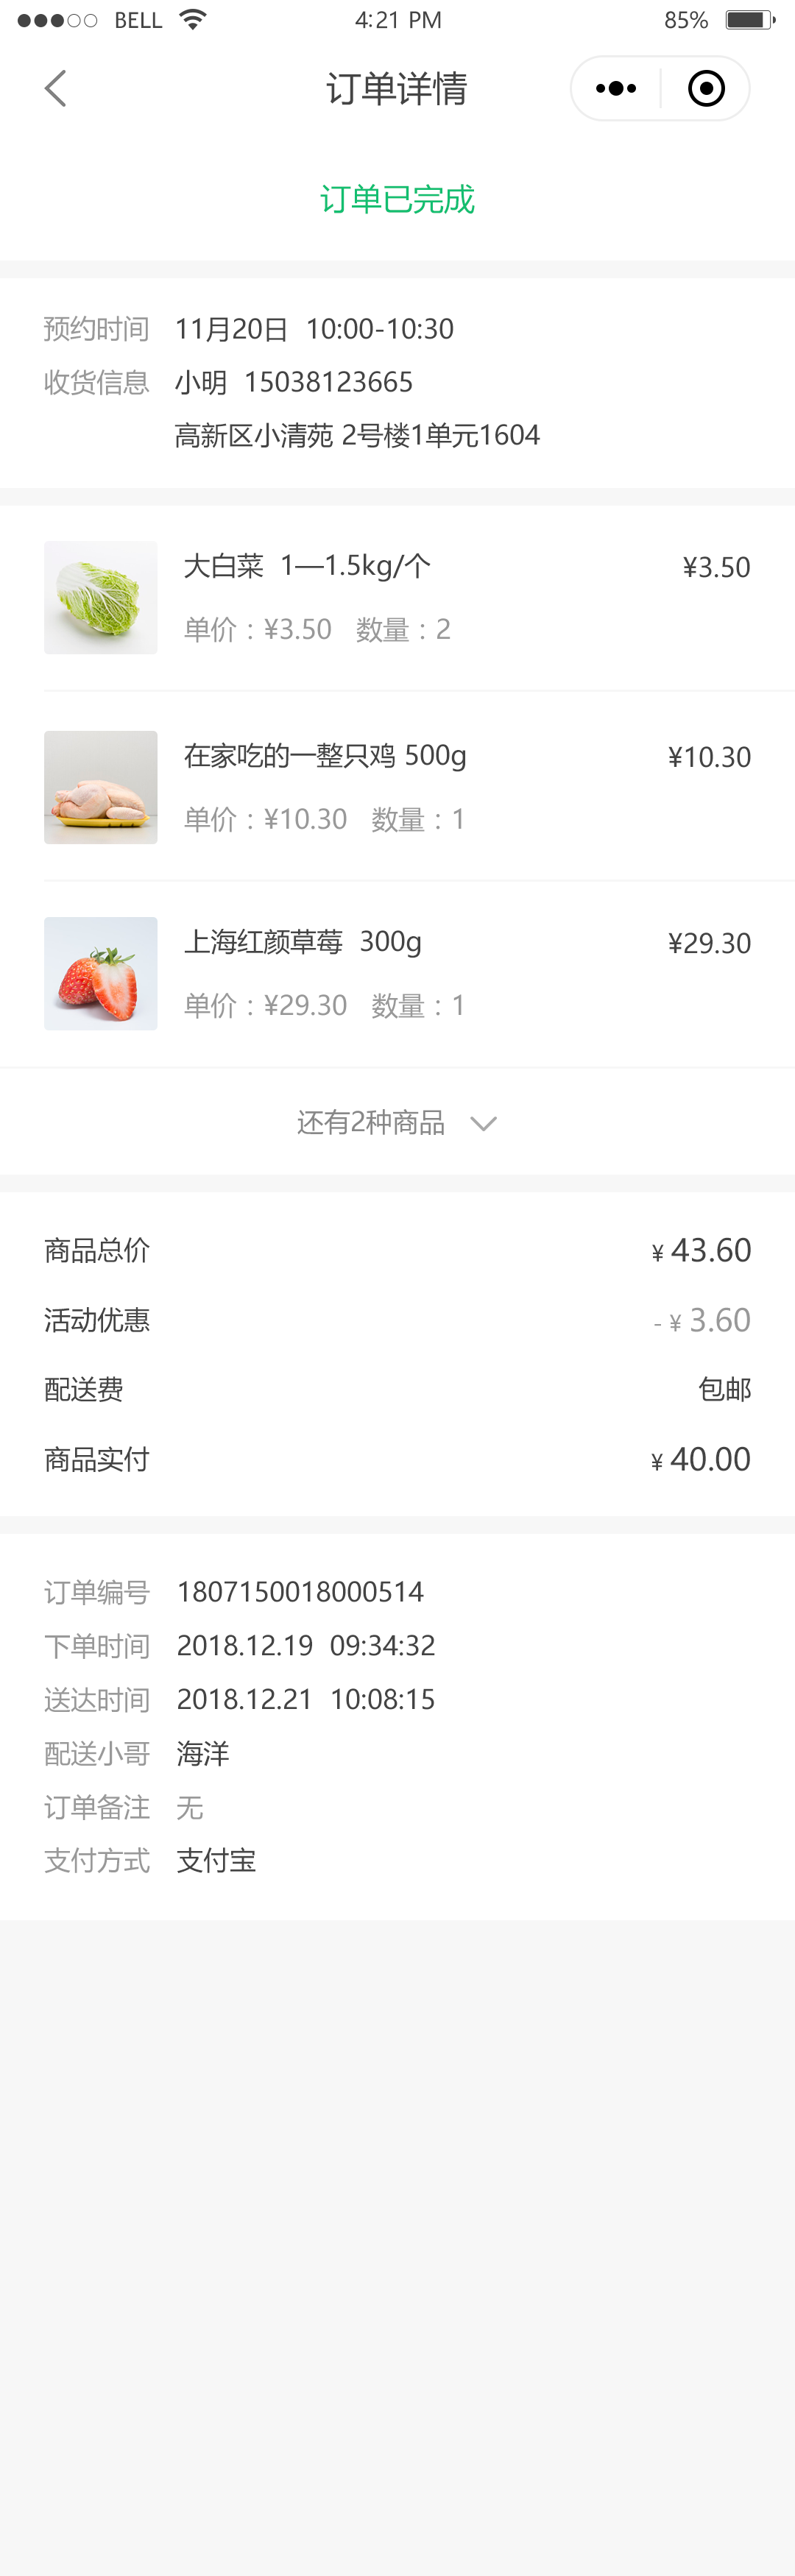 BELL 4:21 PM 85%
订单详情
订单已完成
预约时间 11月20日 10:00-10:30
收货信息 小明 15038123665
高新区小清苑 2号楼1单元1604
大白菜 1—1.5kg/个 ¥3.50
单价：¥3.50 数量：2
在家吃的一整只鸡 500g ¥10.30
单价：¥10.30 数量：1
上海红颜草莓 300g ¥29.30
单价：¥29.30 数量：1
还有2种商品
商品总价 ¥ 43.60
活动优惠 - ¥ 3.60
配送费 包邮
商品实付 ¥ 40.00
订单编号 1807150018000514
下单时间 2018.12.19 09:34:32
送达时间 2018.12.21 10:08:15
配送小哥 海洋
订单备注 无
支付方式 支付宝